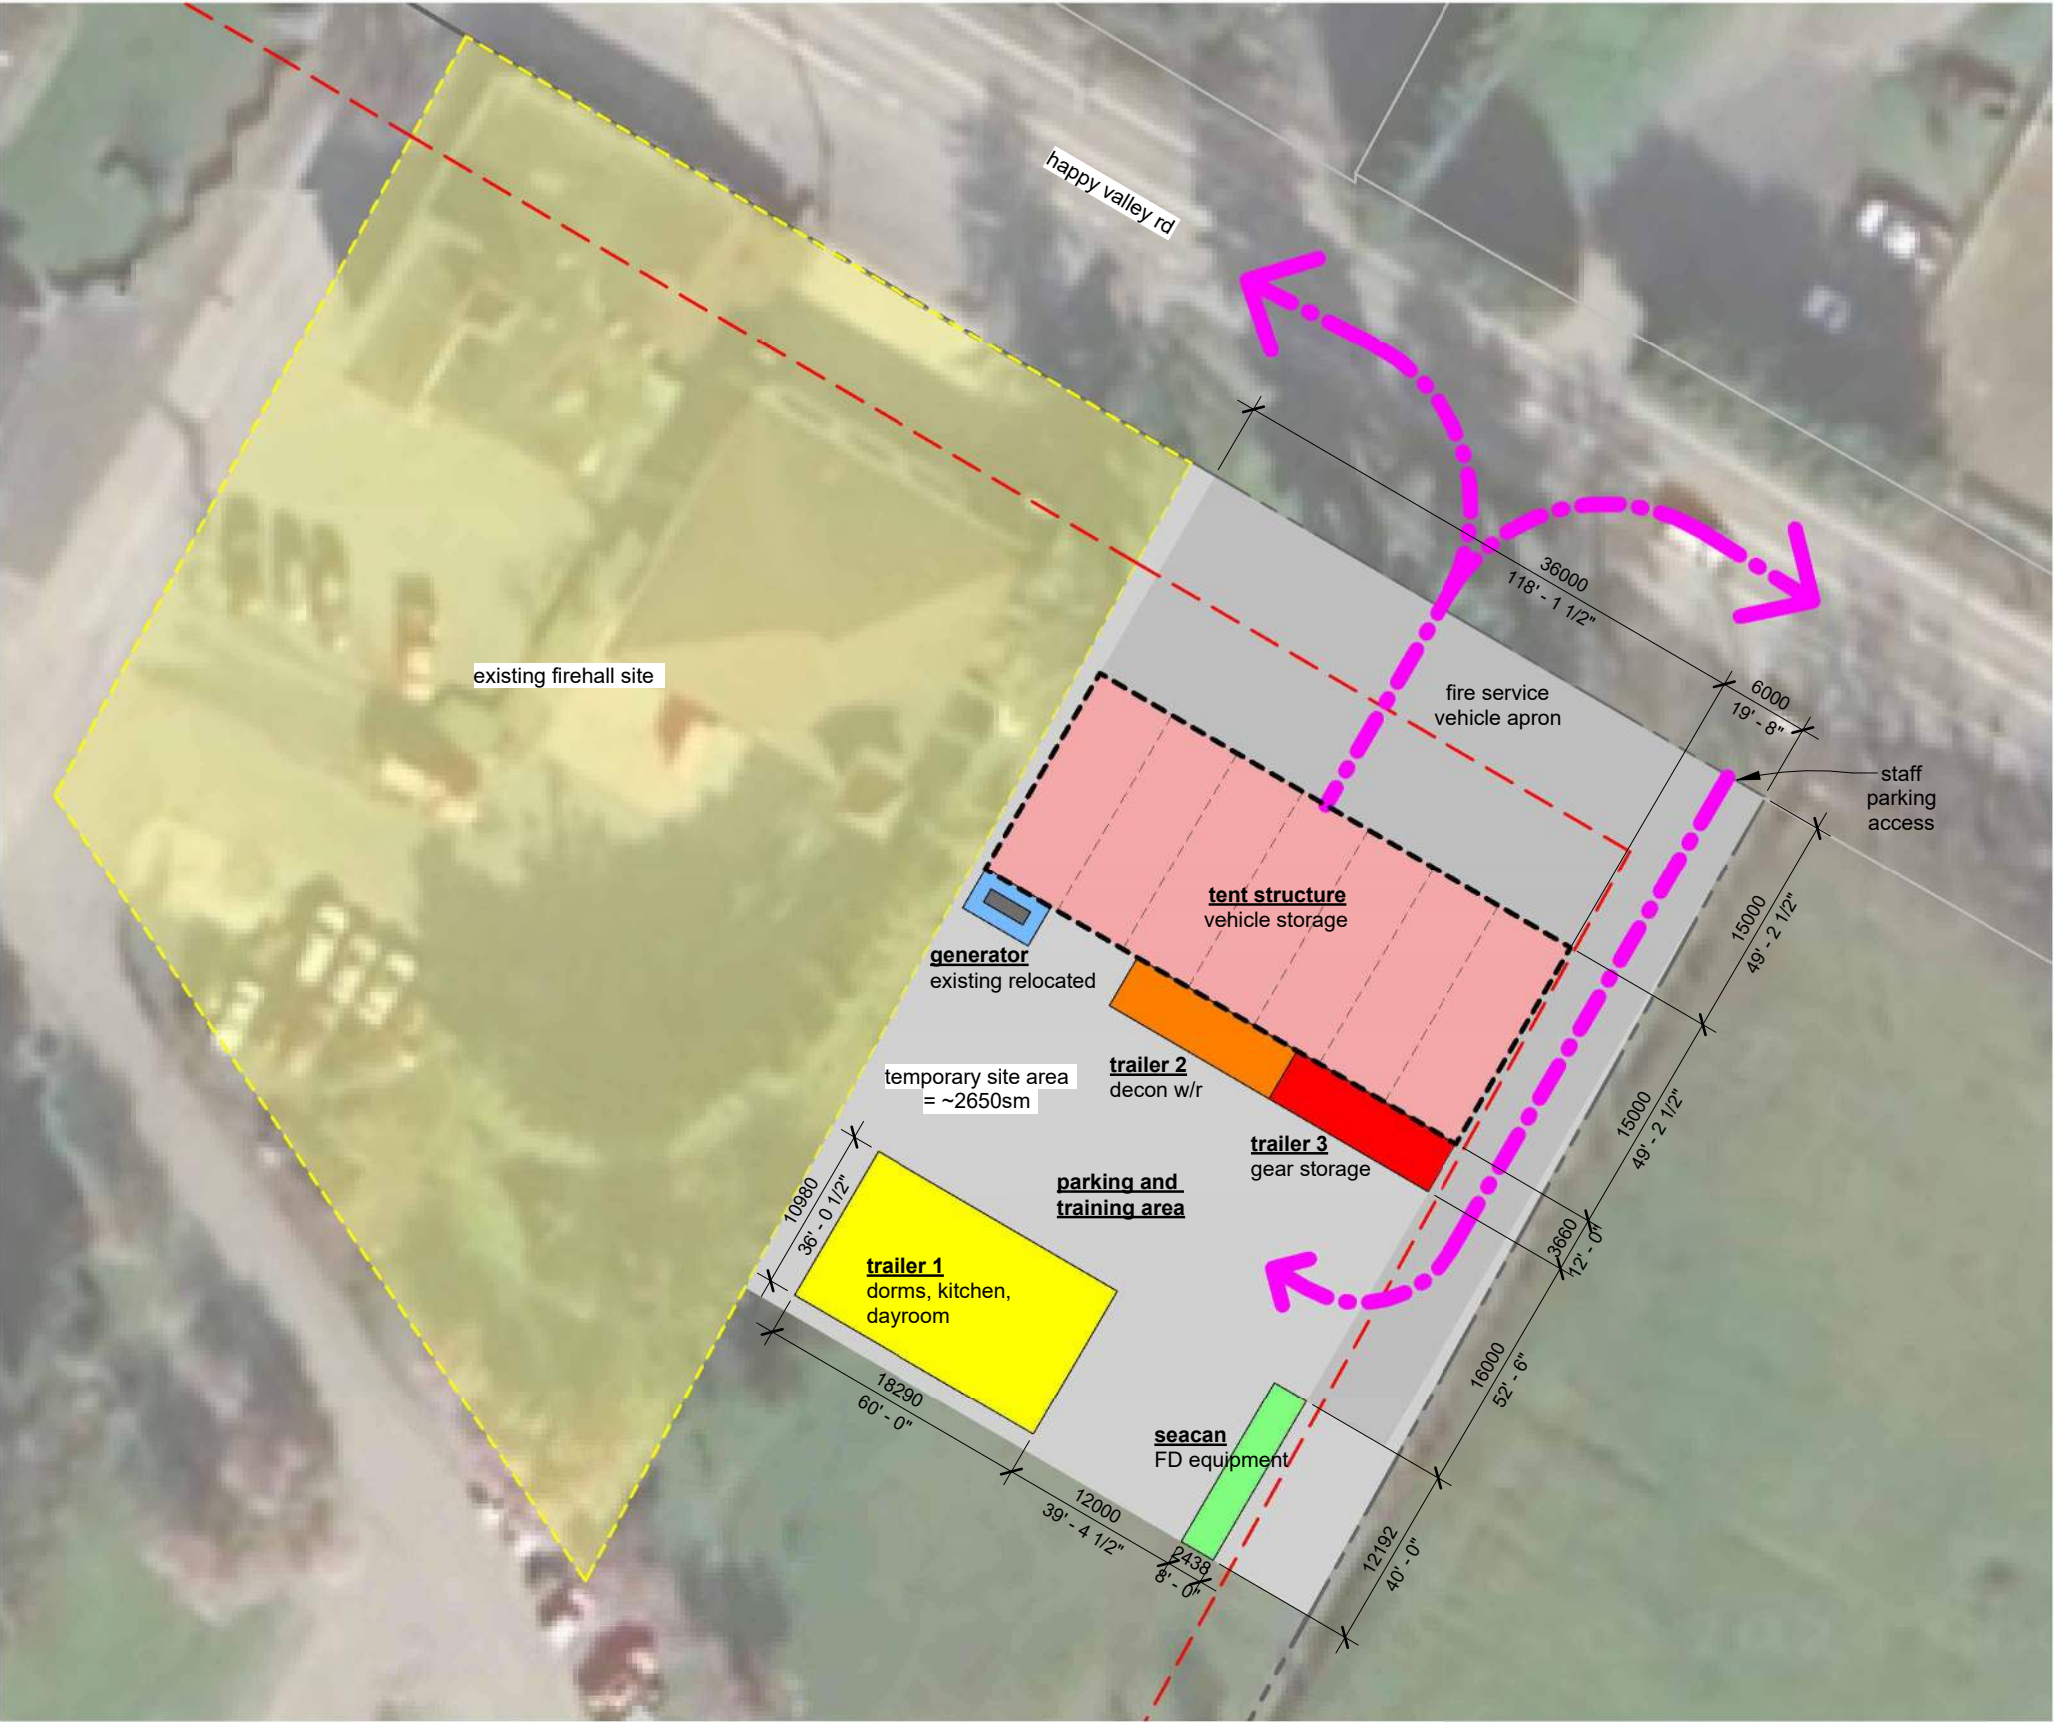 happy valley rd
36000
118' - 1 1/2"
6000
19' - 8"
existing firehall site
fire service
vehicle apron
staff
parking
access
15000
49' - 2 1/2"
tent structure
vehicle storage
generator
existing relocated
trailer 2
decon w/r
temporary site area
= ~2650sm
15000
49' - 2 1/2"
trailer 3
gear storage
parking and
training area
10980
36' - 0 1/2"
3660
12' - 0"
trailer 1
dorms, kitchen,
dayroom
16000
52' - 6"
18290
60' - 0"
seacan
FD equipment
12000
39' - 4 1/2"
2438
8' - 0"
12192
40' - 0"